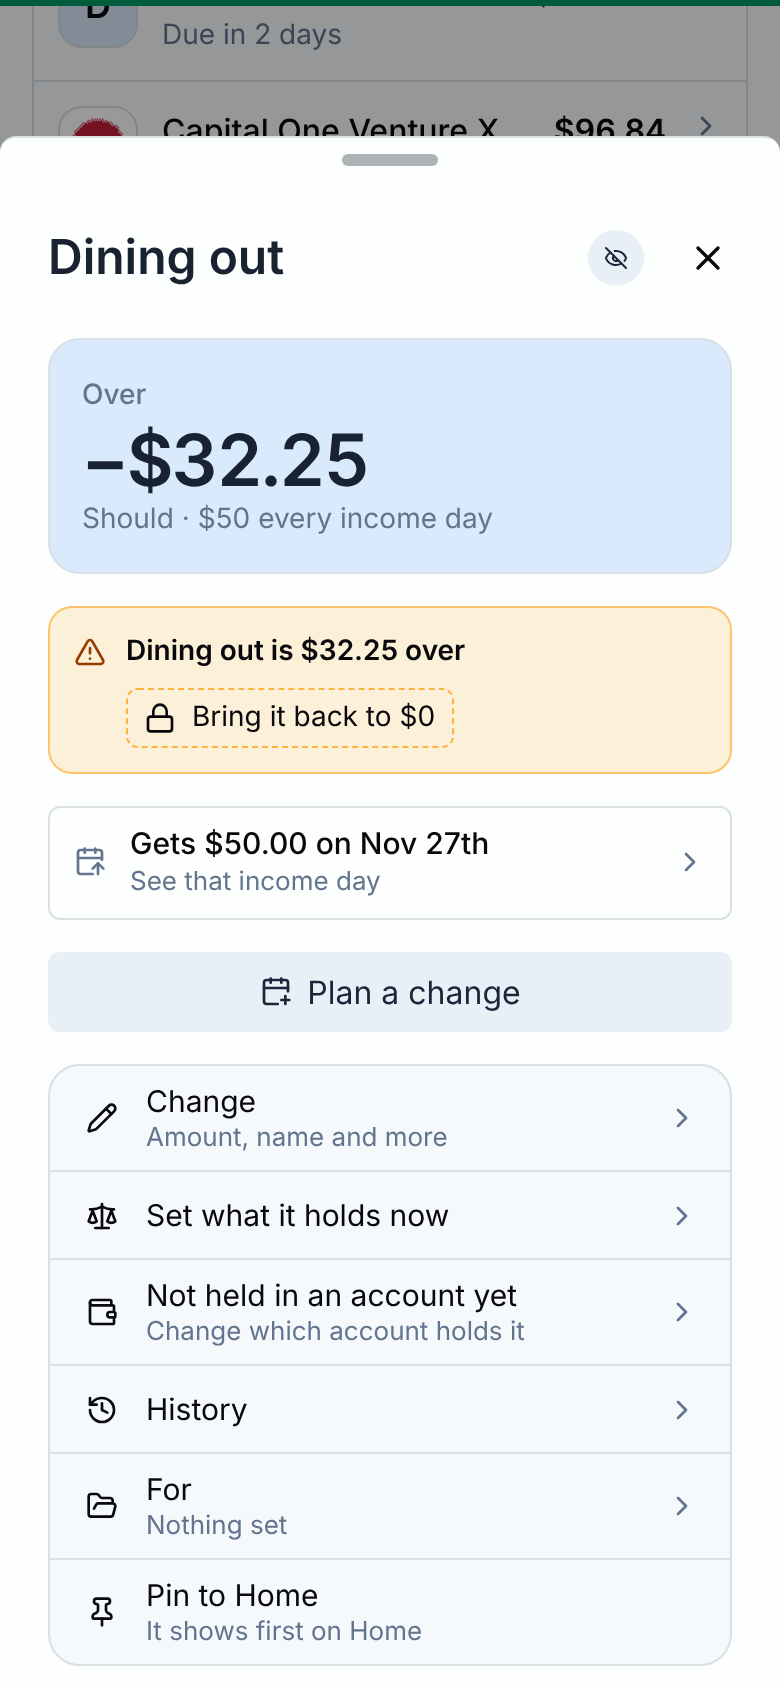 Due in 2 days
Capital One Venture X $96.84
Dining out
Over
–$32.25
Should · $50 every income day
Dining out is $32.25 over
Bring it back to $0
Gets $50.00 on Nov 27th
See that income day
Plan a change
Change
Amount, name and more
Set what it holds now
Not held in an account yet
Change which account holds it
History
For
Nothing set
Pin to Home
It shows first on Home